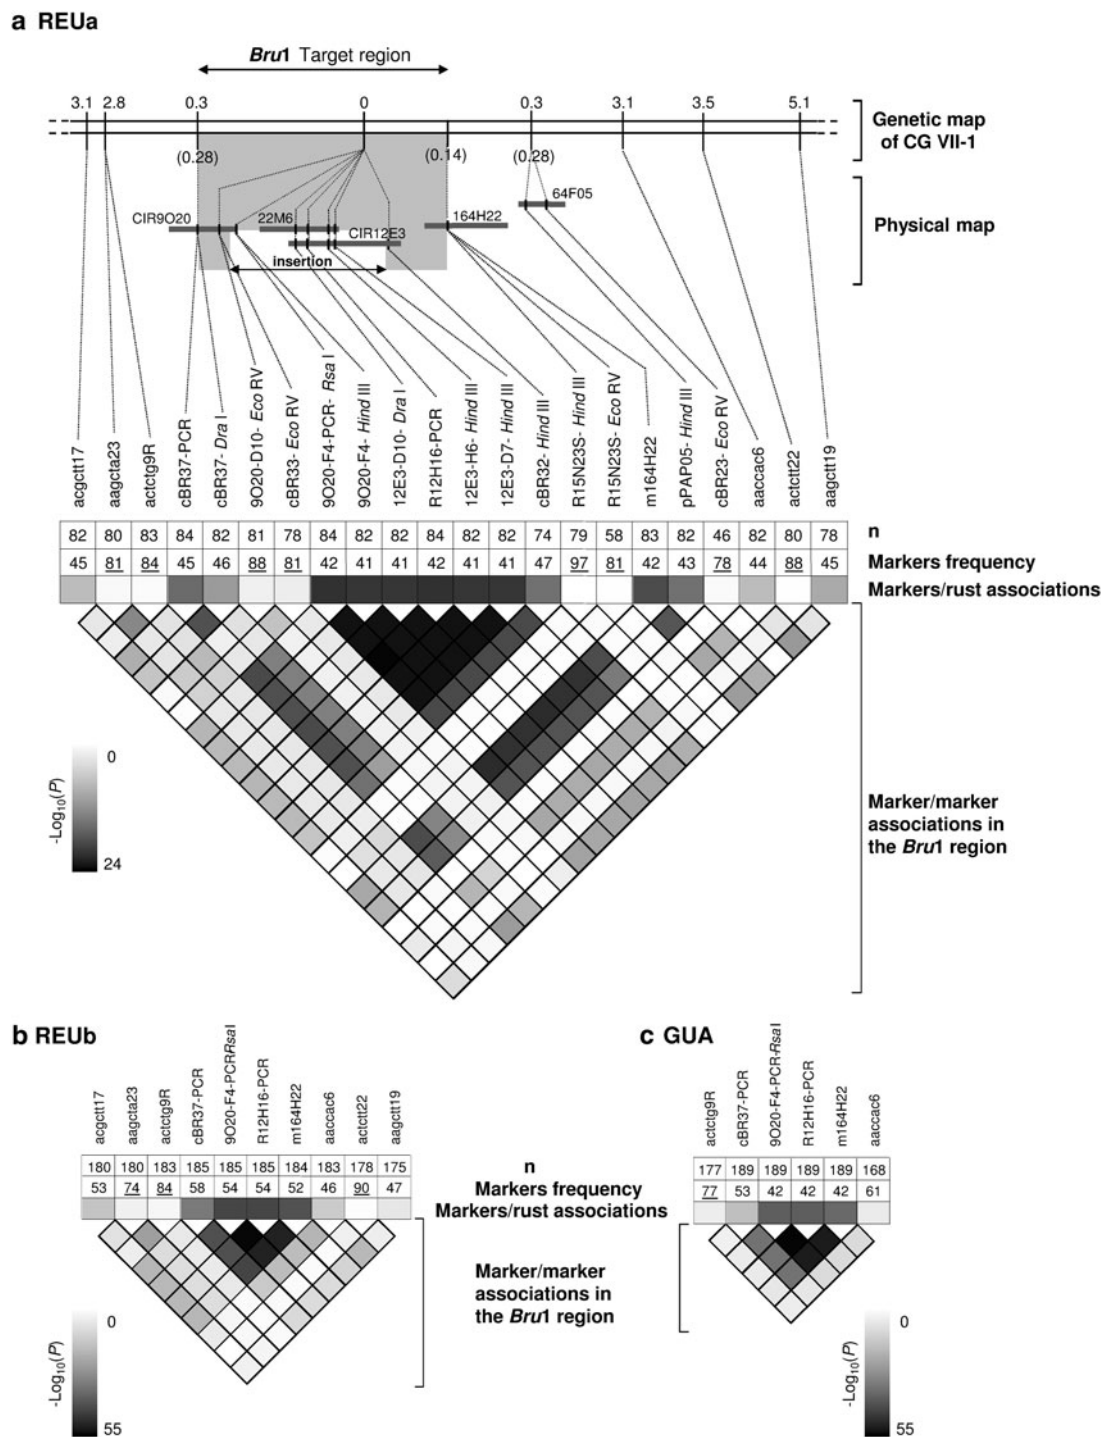 a REUa
Bru1 Target region
3.1 2.8 0.3 0 0.3 3.1 3.5 5.1
Genetic map
of CG VII-1
(0.28) (0.14) (0.28)
64F05
CIR9O20 22M6 164H22
CIR12E3
Physical map
insertion
acgctt17
aagcta23
actctg9R
cBR37-PCR
cBR37- Dra I
9O20-D10- Eco RV
cBR33- Eco RV
9O20-F4-PCR- Rsa I
9O20-F4- Hind III
12E3-D10- Dra I
R12H16-PCR
12E3-H6- Hind III
12E3-D7- Hind III
cBR32- Hind III
R15N23S- Hind III
R15N23S- Eco RV
m164H22
pPAP05- Hind III
cBR23- Eco RV
aaccac6
actctt22
aagctt19
82 80 83 84 82 81 78 84 82 82 84 82 82 74 79 58 83 82 46 82 80 78 n
45 81 84 45 46 88 81 42 41 41 42 41 41 47 97 81 42 43 78 44 88 45 Markers frequency
Markers/rust associations
0
-Log10(P)
24
Marker/marker
associations in
the Bru1 region
b REUb
acgctt17
aagcta23
actctg9R
cBR37-PCR
9O20-F4-PCRRsaI
R12H16-PCR
m164H22
aaccac6
actctt22
aagctt19
180 180 183 185 185 185 184 183 178 175
53 74 84 58 54 54 52 46 90 47
n
Markers frequency
Markers/rust associations
c GUA
actctg9R
cBR37-PCR
9O20-F4-PCR-RsaI
R12H16-PCR
m164H22
aaccac6
177 189 189 189 189 168
77 53 42 42 42 61
Marker/marker
associations in
the Bru1 region
0
-Log10(P)
55
0
-Log10(P)
55